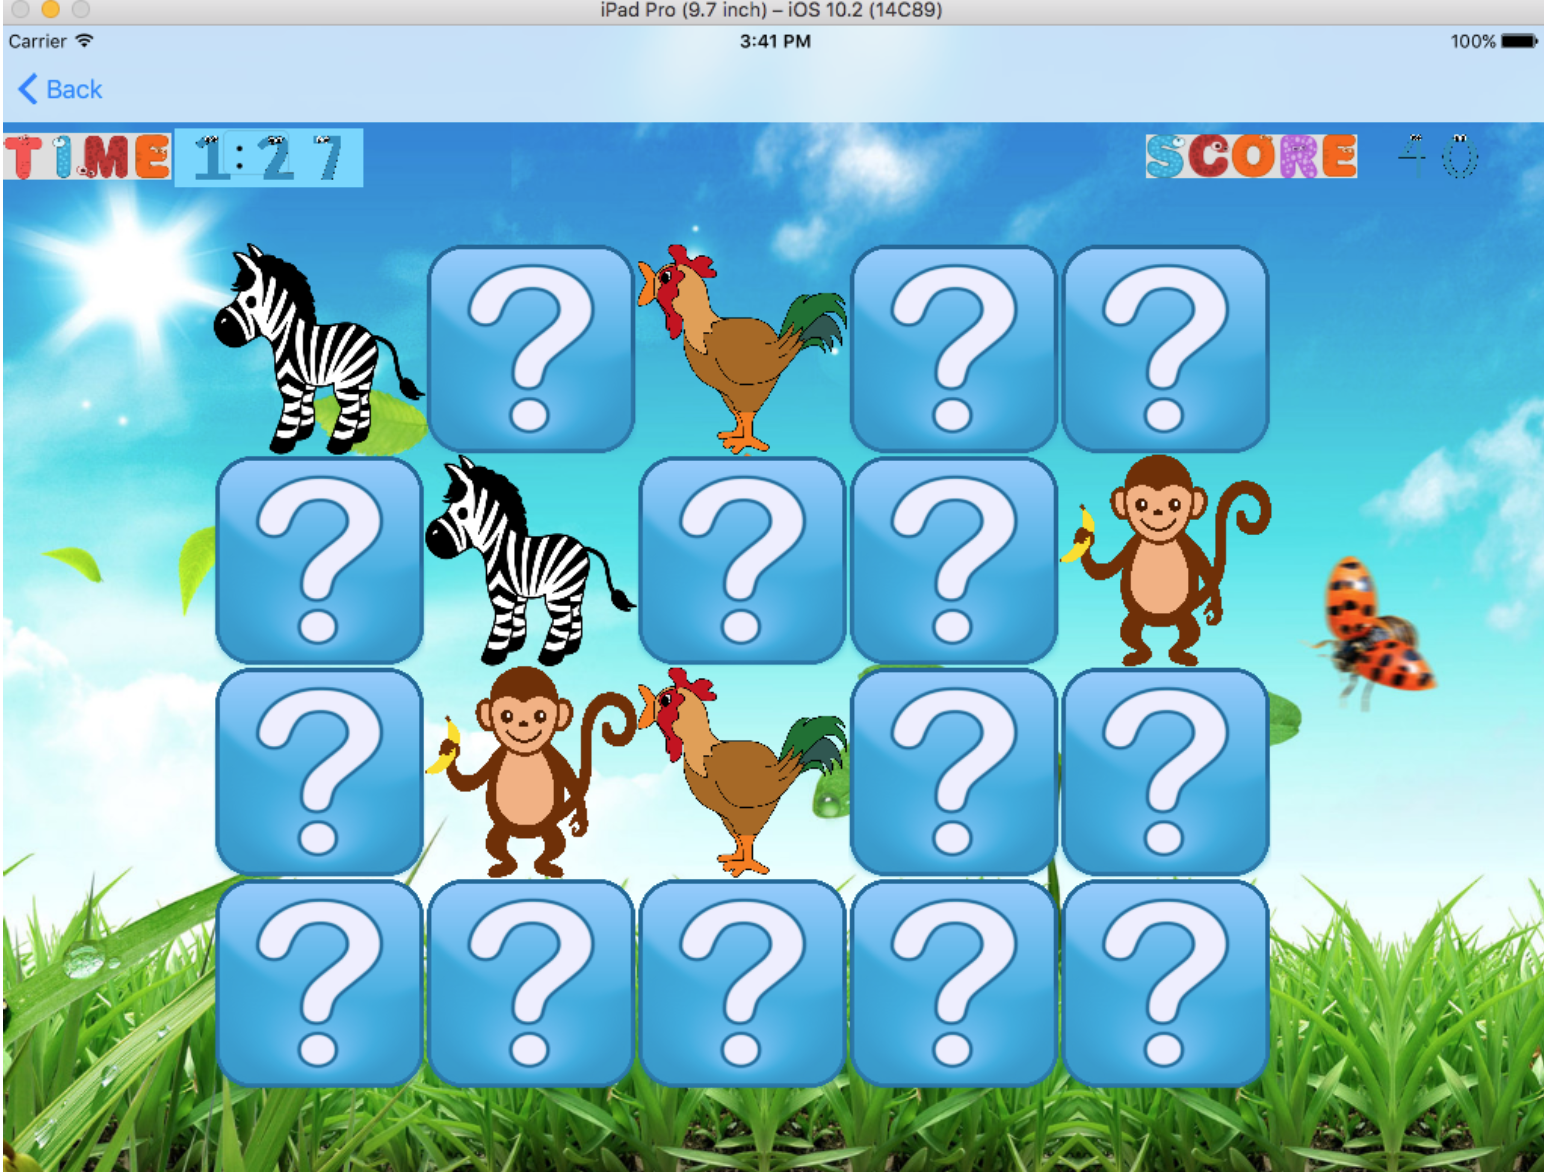 iPad Pro (9.7 inch) – iOS 10.2 (14C89)
Carrier 3:41 PM 100%
Back
TIME 1:27 SCORE 40
? ? ?
? ? ?
? ? ?
? ? ? ? ?